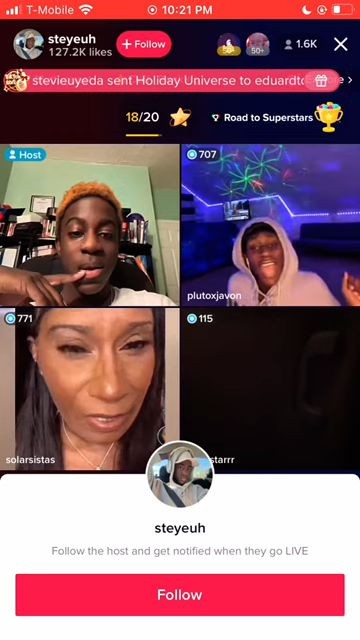 T-Mobile
10:21 PM
steyeuh
127.2K likes
+ Follow
50+
50+
1.6K
stevieuyeda sent Holiday Universe to eduardto
18/20
Road to Superstars
Host
707
plutoxjavon
771
115
solarsistas
starrr
steyeuh
Follow the host and get notified when they go LIVE
Follow